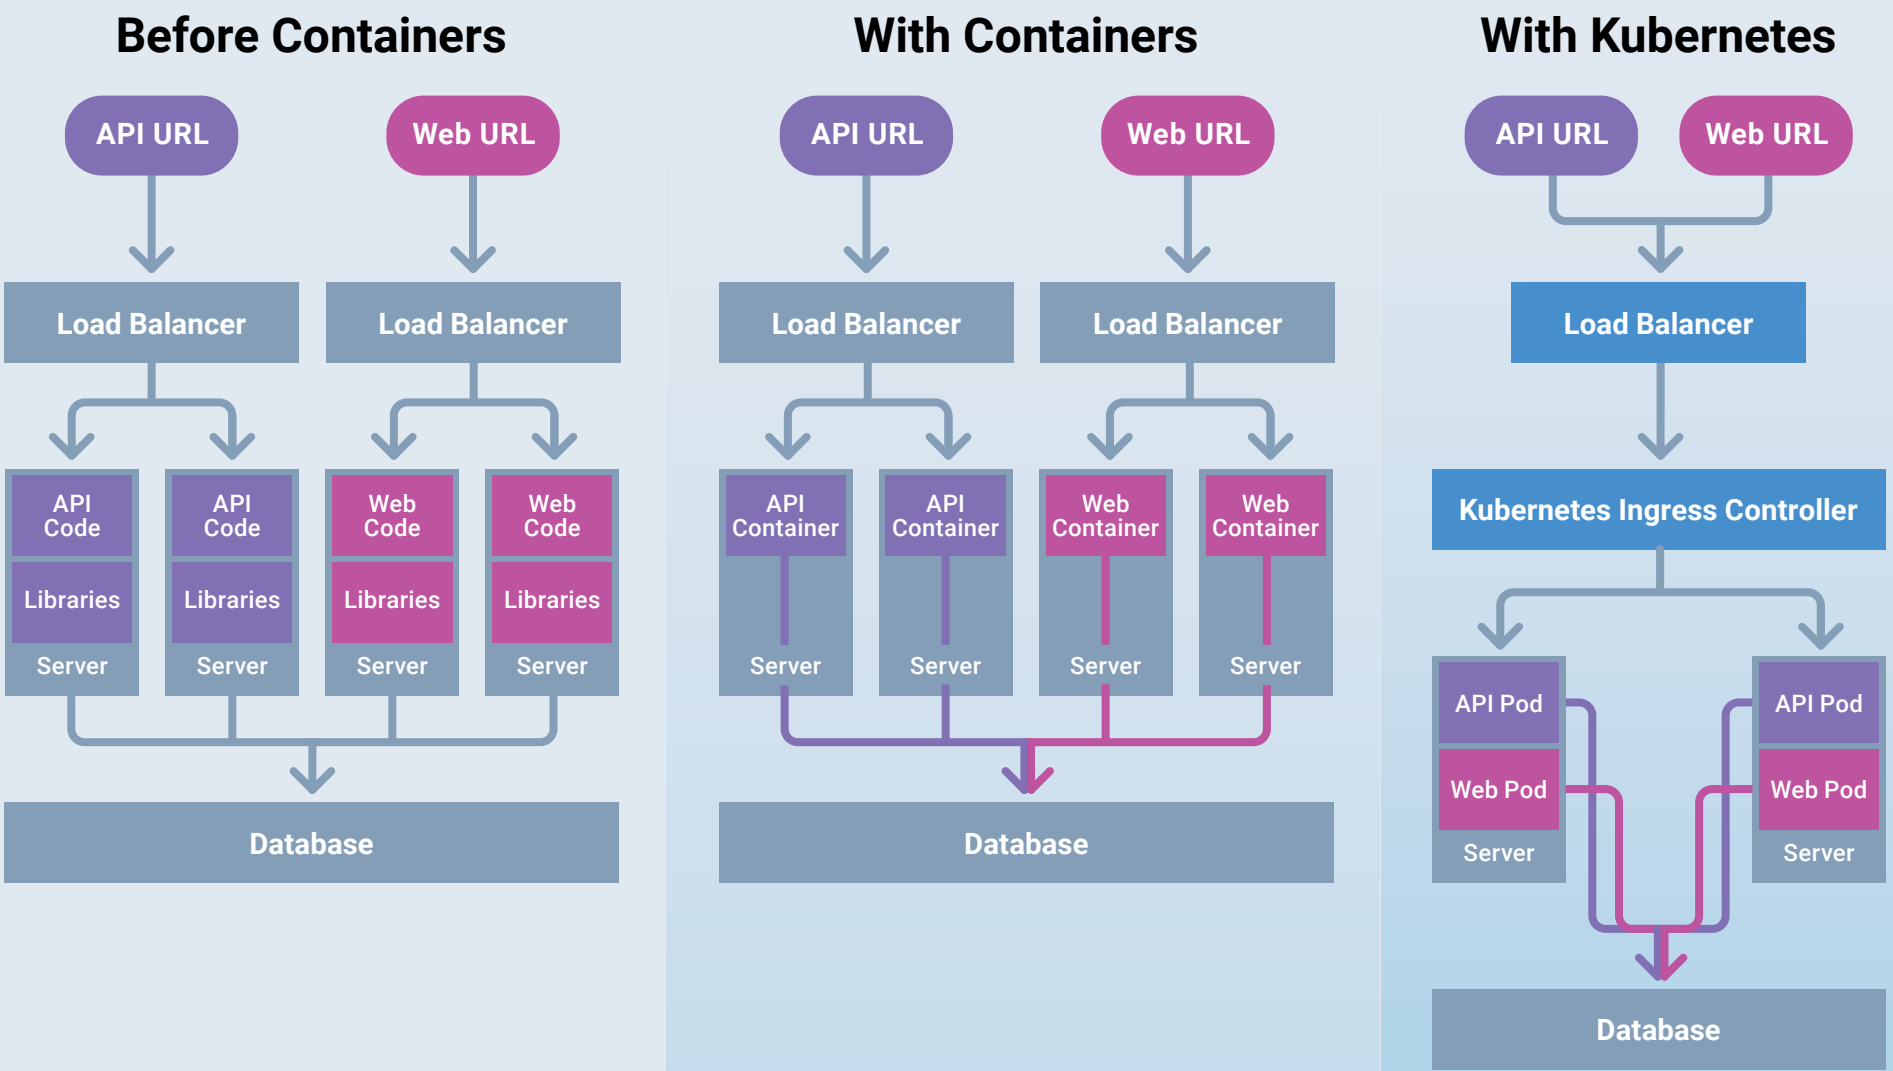 Before Containers
API URL
Web URL
Load Balancer
Load Balancer
API
Code
API
Code
Web
Code
Web
Code
Libraries
Libraries
Libraries
Libraries
Server
Server
Server
Server
Database
With Containers
API URL
Web URL
Load Balancer
Load Balancer
API
Container
API
Container
Web
Container
Web
Container
Server
Server
Server
Server
Database
With Kubernetes
API URL
Web URL
Load Balancer
Kubernetes Ingress Controller
API Pod
API Pod
Web Pod
Web Pod
Server
Server
Database